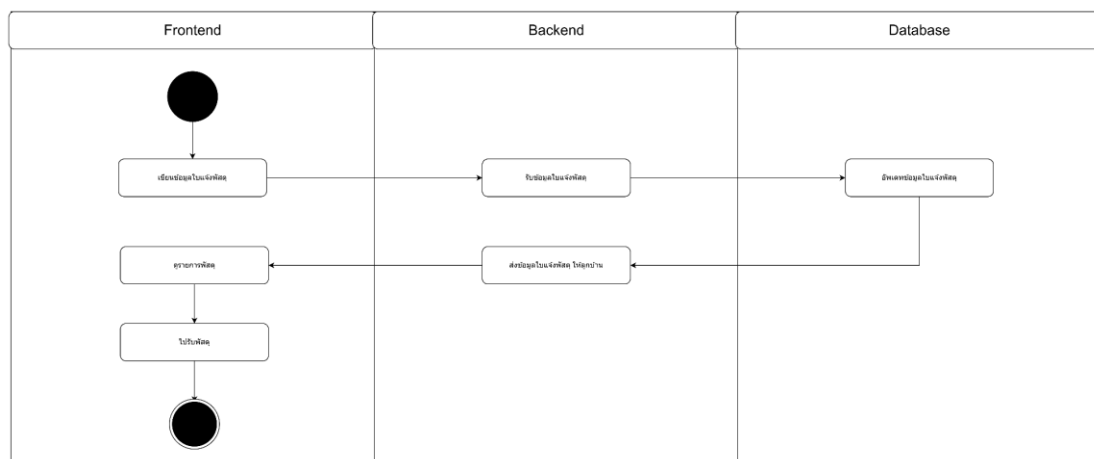 Frontend
Backend
Database
เขียนข้อมูลใบแจ้งพัสดุ
รับข้อมูลใบแจ้งพัสดุ
อัพเดทข้อมูลใบแจ้งพัสดุ
ดูรายการพัสดุ
ส่งข้อมูลใบแจ้งพัสดุ ให้ลูกบ้าน
ไปรับพัสดุ